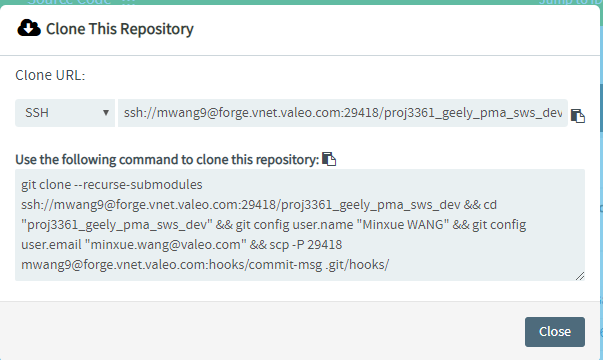 Clone This Repository
Clone URL:
SSH
ssh://mwang9@forge.vnet.valeo.com:29418/proj3361_geely_pma_sws_dev
Use the following command to clone this repository:
git clone --recurse-submodules
ssh://mwang9@forge.vnet.valeo.com:29418/proj3361_geely_pma_sws_dev && cd
"proj3361_geely_pma_sws_dev" && git config user.name "Minxue WANG" && git config
user.email "minxue.wang@valeo.com" && scp -P 29418
mwang9@forge.vnet.valeo.com:hooks/commit-msg .git/hooks/
Close